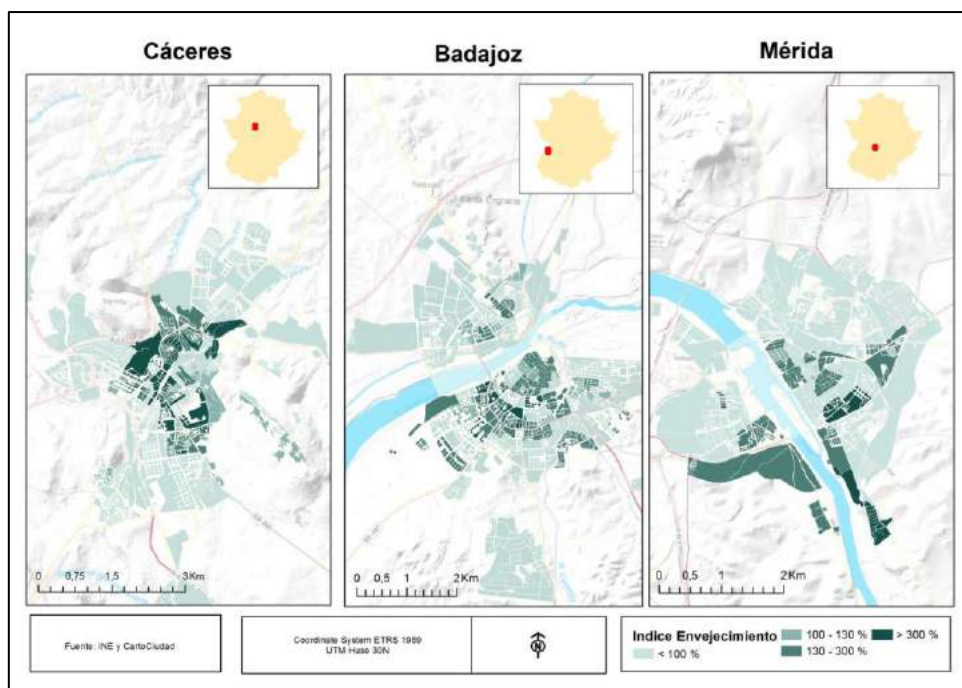 Cáceres
Badajoz
Mérida
0 0,75 1,5 3Km
0 0,5 1 2Km
0 0,5 1 2Km
Fuente: INE y CartoCiudad
Coordinate System ETRS 1989
UTM Huso 30N
N
Indice Envejecimiento
< 100 %
100 - 130 %
130 - 300 %
> 300 %